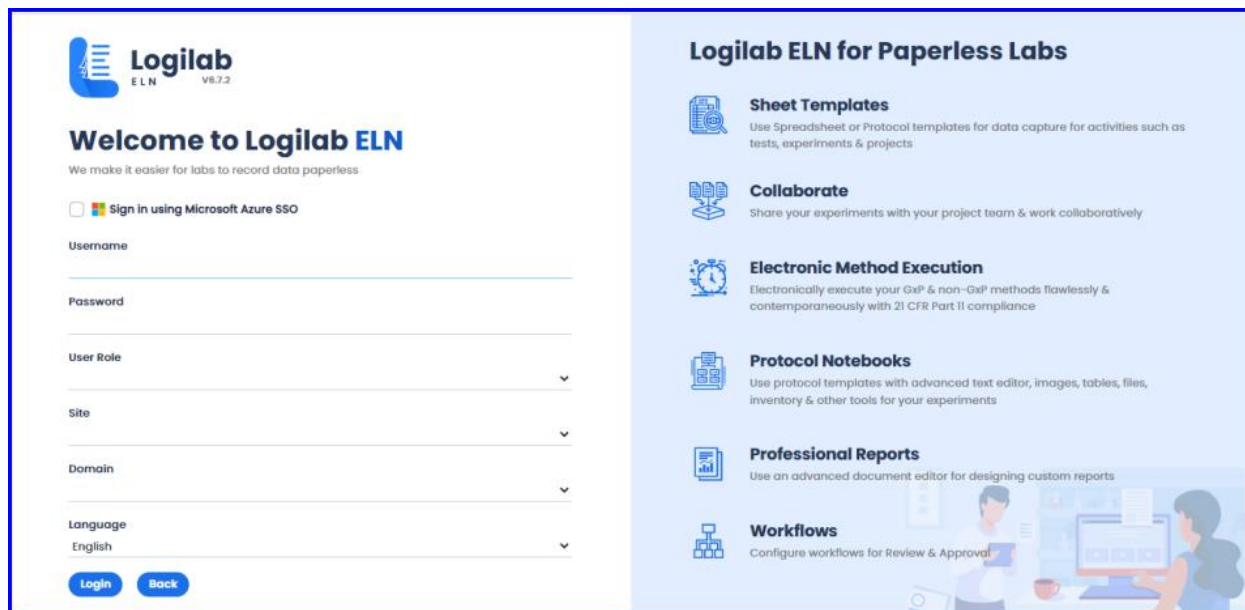 Logilab
ELN V6.7.2
Welcome to Logilab ELN
We make it easier for labs to record data paperless
Sign in using Microsoft Azure SSO
Username
Password
User Role
Site
Domain
Language
English
Login Back
Logilab ELN for Paperless Labs
Sheet Templates
Use Spreadsheet or Protocol templates for data capture for activities such as
tests, experiments & projects
Collaborate
Share your experiments with your project team & work collaboratively
Electronic Method Execution
Electronically execute your GxP & non-GxP methods flawlessly &
contemporaneously with 21 CFR Part 11 compliance
Protocol Notebooks
Use protocol templates with advanced text editor, images, tables, files,
inventory & other tools for your experiments
Professional Reports
Use an advanced document editor for designing custom reports
Workflows
Configure workflows for Review & Approval